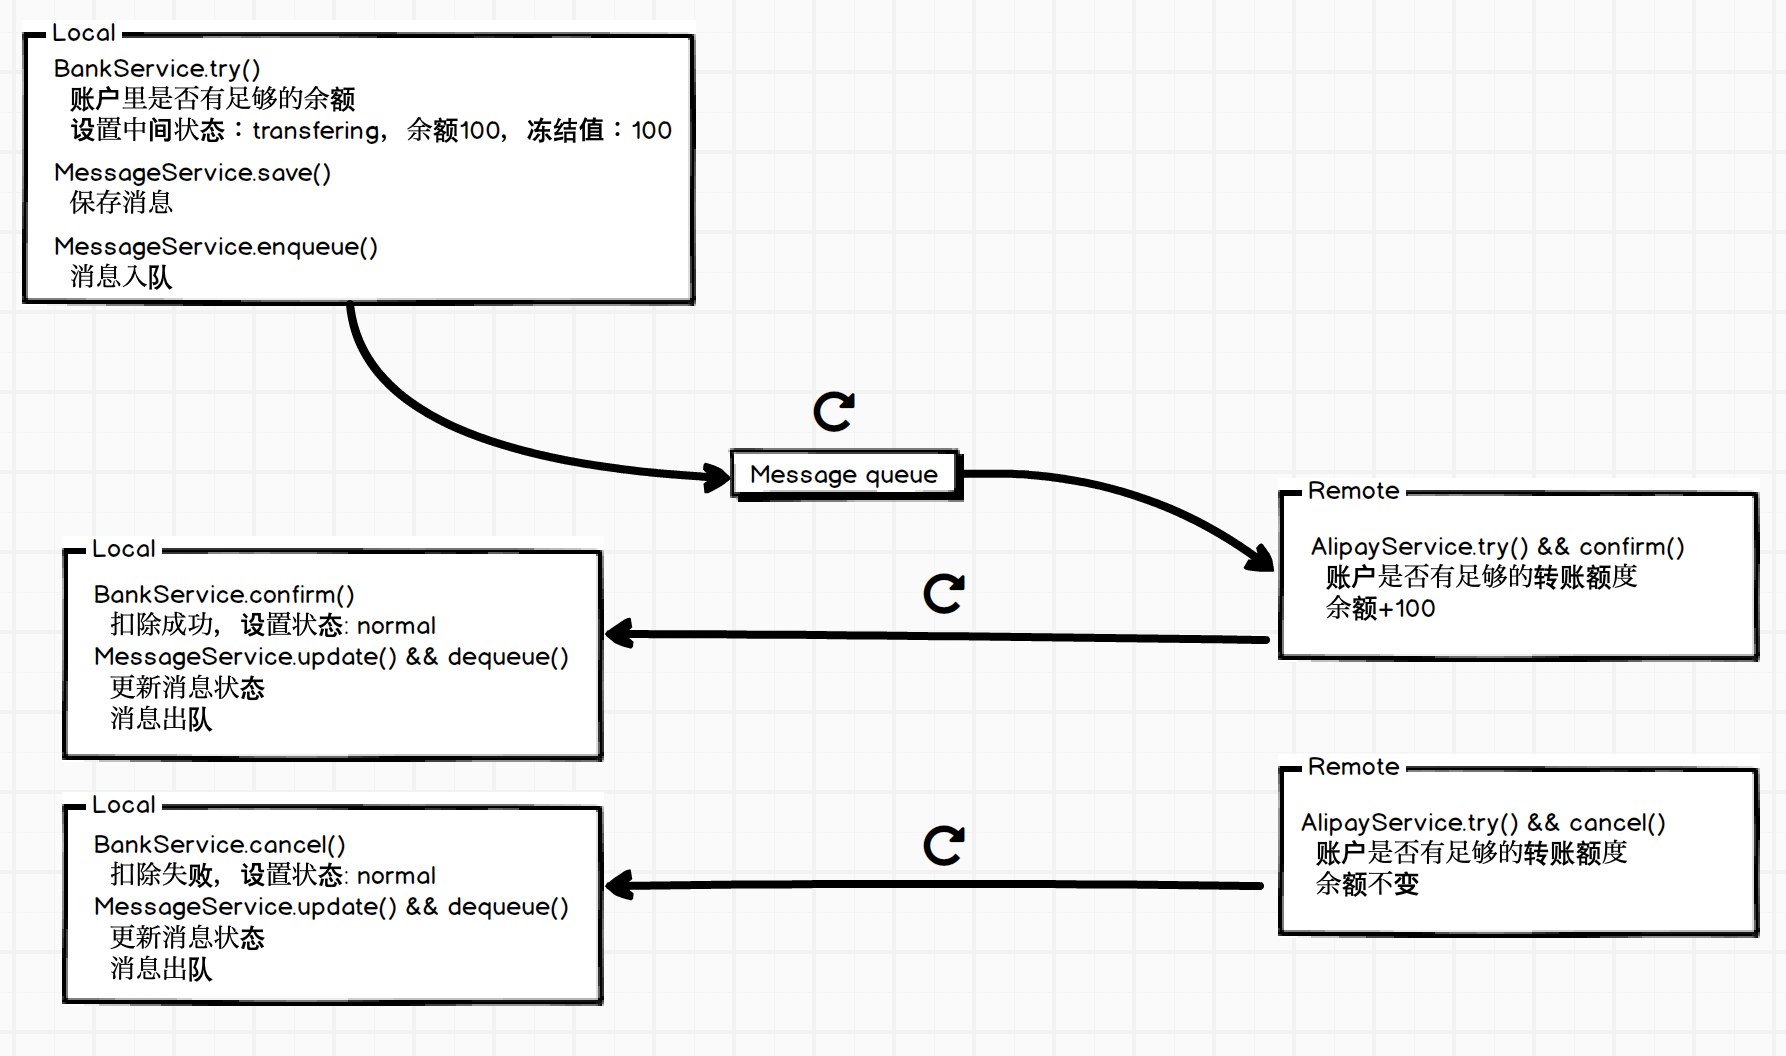 Local
BankService.try()
账户里是否有足够的余额
设置中间状态：transfering，余额100，冻结值：100
MessageService.save()
保存消息
MessageService.enqueue()
消息入队
Message queue
Remote
AlipayService.try() && confirm()
账户是否有足够的转账额度
余额+100
Local
BankService.confirm()
扣除成功，设置状态: normal
MessageService.update() && dequeue()
更新消息状态
消息出队
Remote
AlipayService.try() && cancel()
账户是否有足够的转账额度
余额不变
Local
BankService.cancel()
扣除失败，设置状态: normal
MessageService.update() && dequeue()
更新消息状态
消息出队